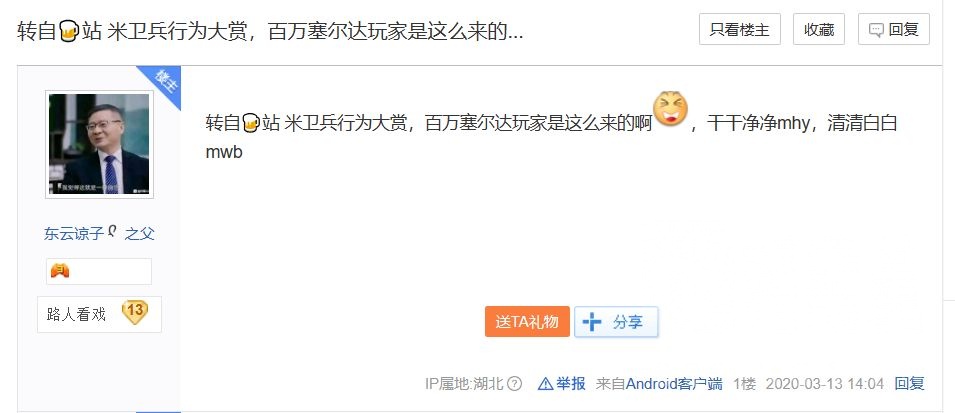 转自🍺站 米卫兵行为大赏，百万塞尔达玩家是这么来的...
只看楼主
收藏
回复
楼主
转自🍺站 米卫兵行为大赏，百万塞尔达玩家是这么来的啊，干干净净mhy，清清白白
mwb
东云谅子 之父
路人看戏 13
送TA礼物
分享
IP属地:湖北 举报 来自Android客户端 1楼 2020-03-13 14:04 回复